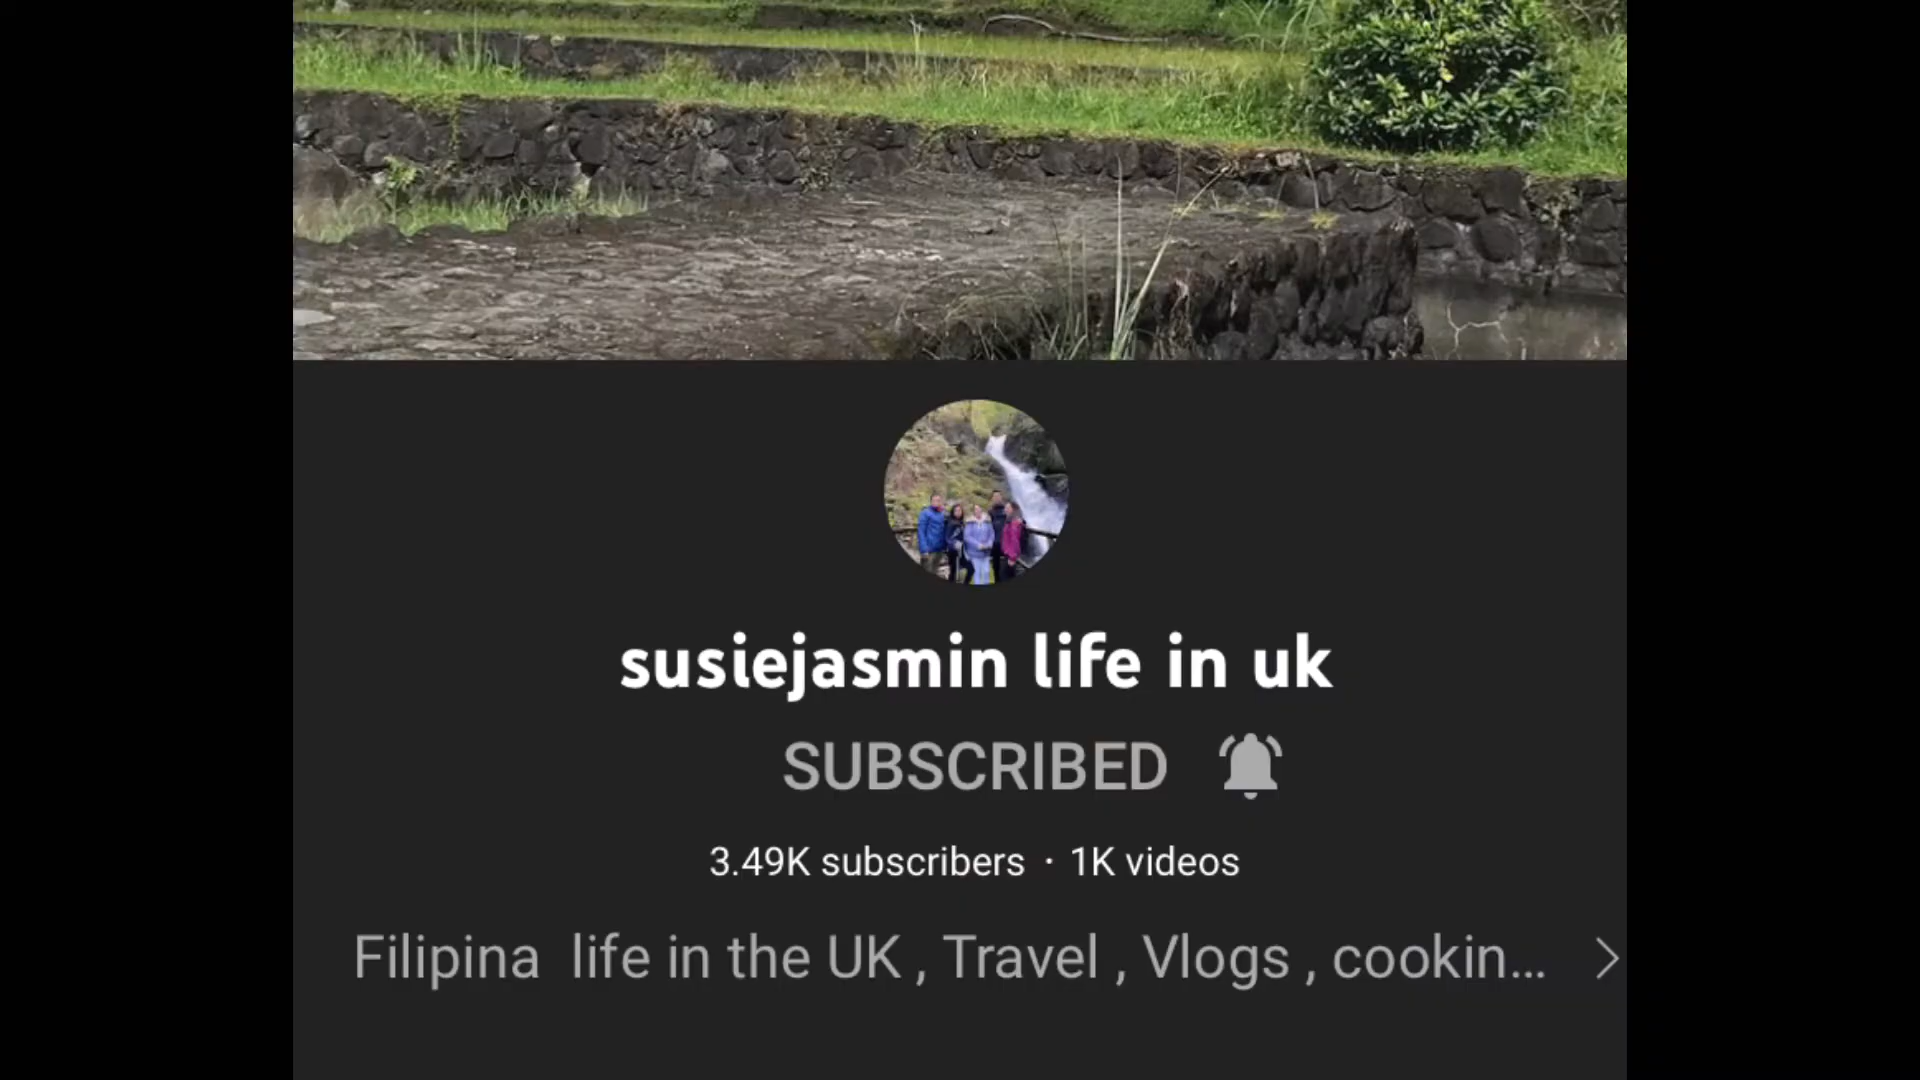 susiejasmin life in uk
SUBSCRIBED
3.49K subscribers · 1K videos
Filipina life in the UK , Travel , Vlogs , cookin...